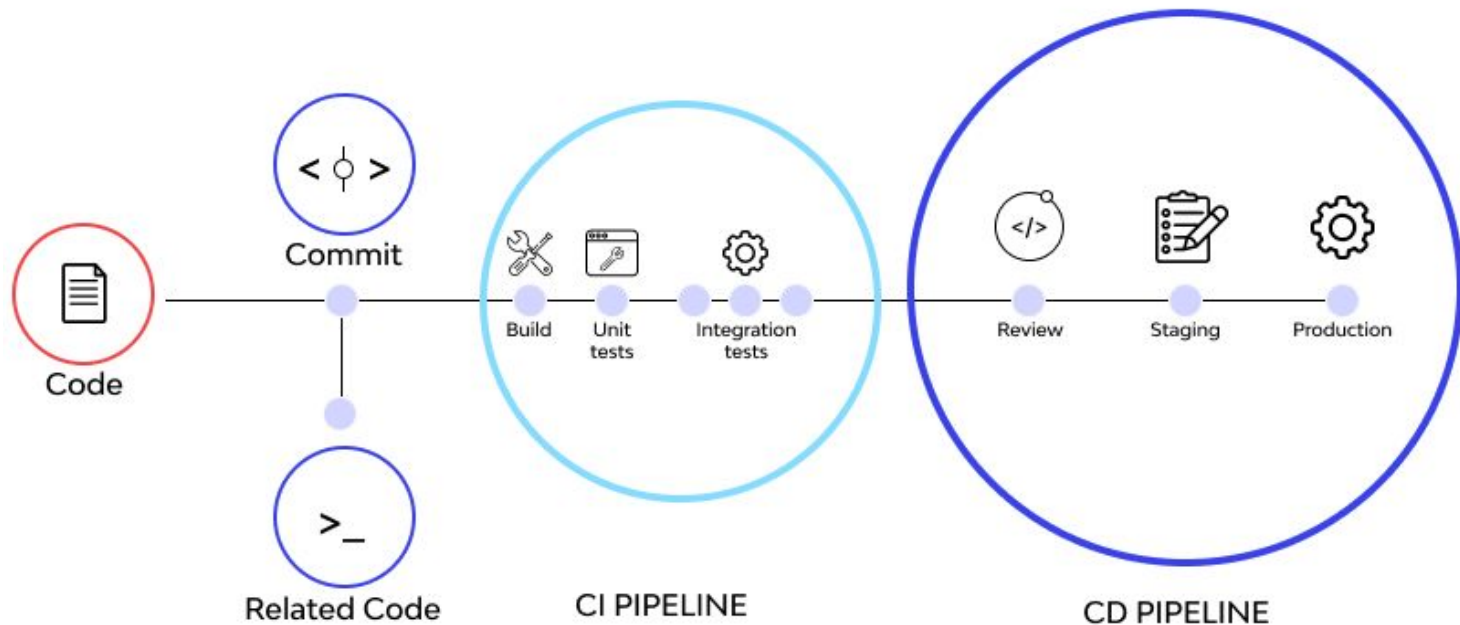 Commit
Code
Related Code
Build
Unit
tests
Integration
tests
CI PIPELINE
Review
Staging
Production
CD PIPELINE